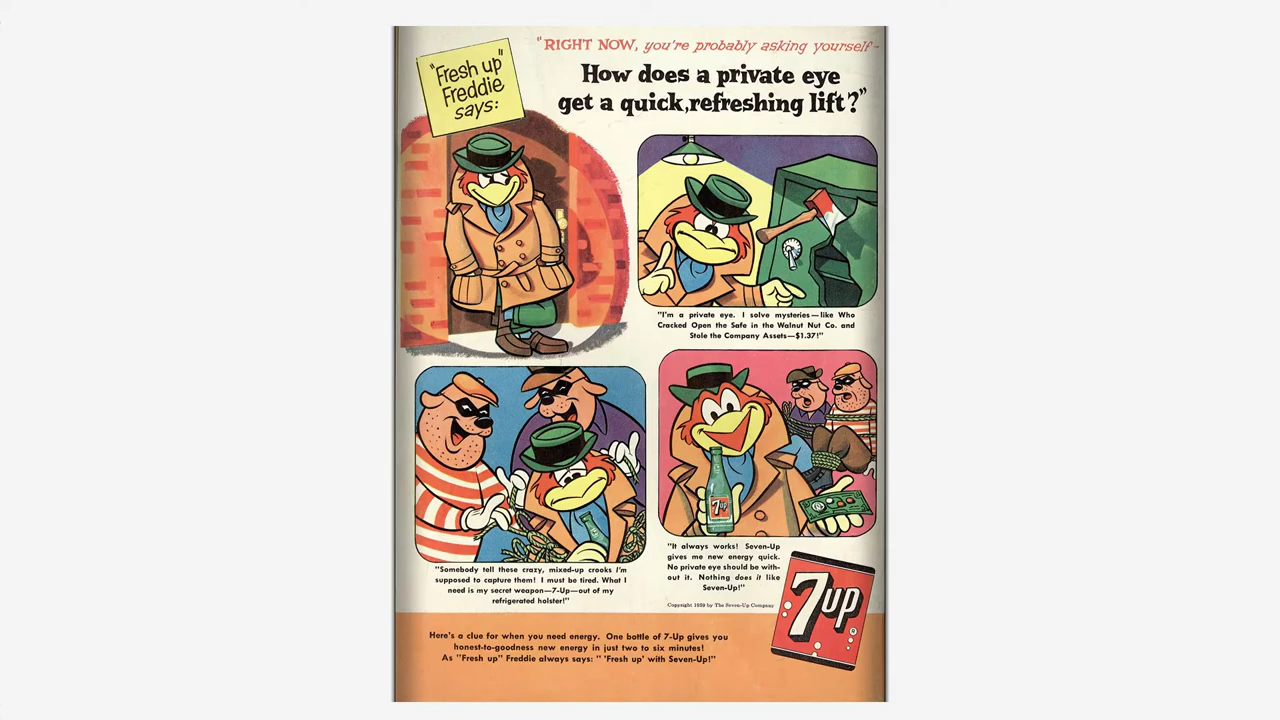 "Fresh up"
Freddie
says:
"RIGHT NOW, you're probably asking yourself-
How does a private eye
get a quick, refreshing lift?"
"I'm a private eye. I solve mysteries—like Who
Cracked Open the Safe in the Walnut Nut Co. and
Stole the Company Assets—$1.37!"
"Somebody tell these crazy, mixed-up crooks I'm
supposed to capture them! I must be tired. What I
need is my secret weapon—7-Up—out of my
refrigerated holster!"
7up
"It always works! Seven-Up
gives me new energy quick.
No private eye should be with-
out it. Nothing does it like
Seven-Up!"
Copyright 1959 by The Seven-Up Company
7up
®
Here's a clue for when you need energy. One bottle of 7-Up gives you
honest-to-goodness new energy in just two to six minutes!
As "Fresh up" Freddie always says: " 'Fresh up' with Seven-Up!"